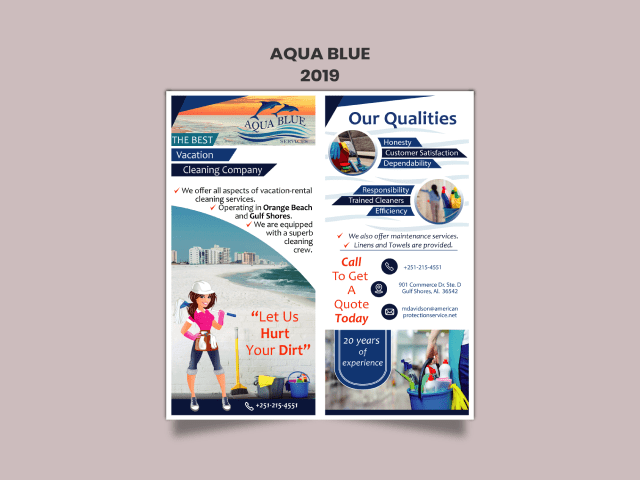 AQUA BLUE
2019
AQUA BLUE
SERVICES
THE BEST
Vacation
Cleaning Company
✓ We offer all aspects of vacation-rental
cleaning services.
✓ Operating in Orange Beach
and Gulf Shores.
✓ We are equipped
with a superb
cleaning
crew.
“Let Us
Hurt
Your Dirt”
+251-215-4551
Our Qualities
Honesty
Customer Satisfaction
Dependability
Responsibility
Trained Cleaners
Efficiency
✓ We also offer maintenance services.
✓ Linens and Towels are provided.
Call
To Get
A
Quote
Today
+251-215-4551
901 Commerce Dr. Ste. D
Gulf Shores, Al. 36542
mdavidson@american
protectionservice.net
20 years
of
experience